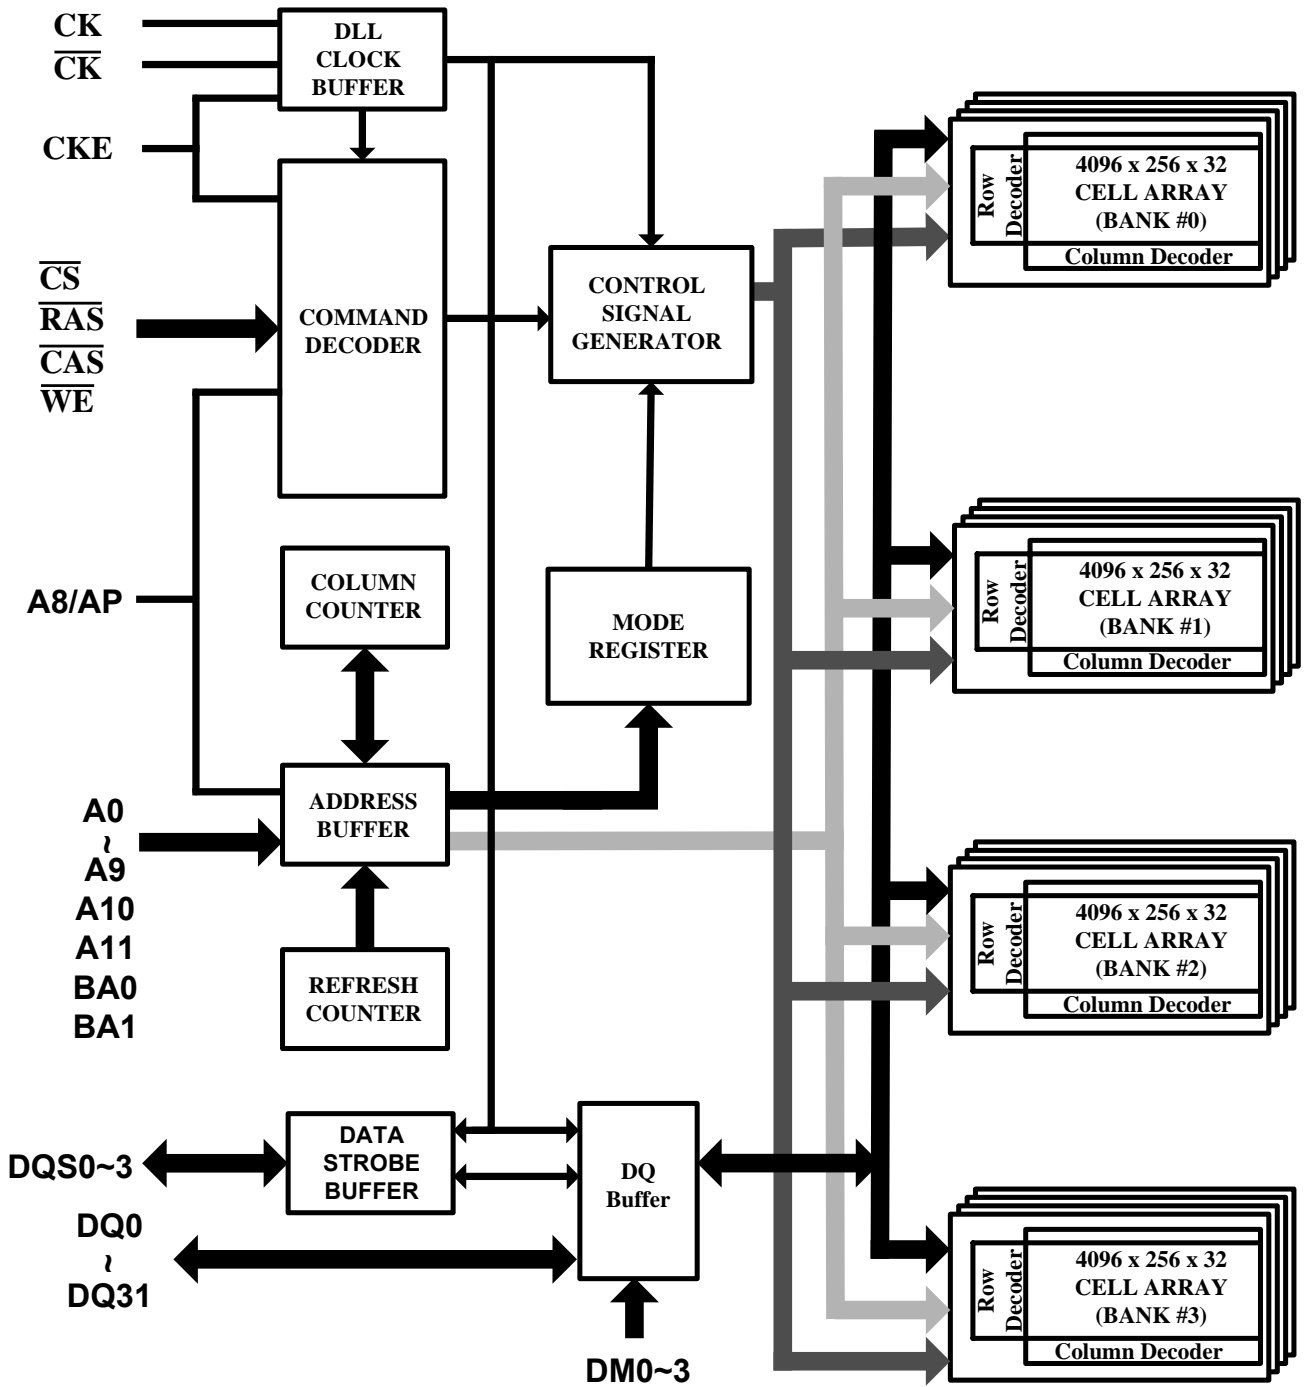 CK
CK
CKE
CS
RAS
CAS
WE
A8/AP
A0
~
A9
A10
A11
BA0
BA1
DQS0~3
DQ0
~
DQ31
DLL
CLOCK
BUFFER
COMMAND
DECODER
COLUMN
COUNTER
ADDRESS
BUFFER
REFRESH
COUNTER
DATA
STROBE
BUFFER
CONTROL
SIGNAL
GENERATOR
MODE
REGISTER
DQ
Buffer
DM0~3
Row
Decoder
4096 x 256 x 32
CELL ARRAY
(BANK #0)
Column Decoder
Row
Decoder
4096 x 256 x 32
CELL ARRAY
(BANK #1)
Column Decoder
Row
Decoder
4096 x 256 x 32
CELL ARRAY
(BANK #2)
Column Decoder
Row
Decoder
4096 x 256 x 32
CELL ARRAY
(BANK #3)
Column Decoder